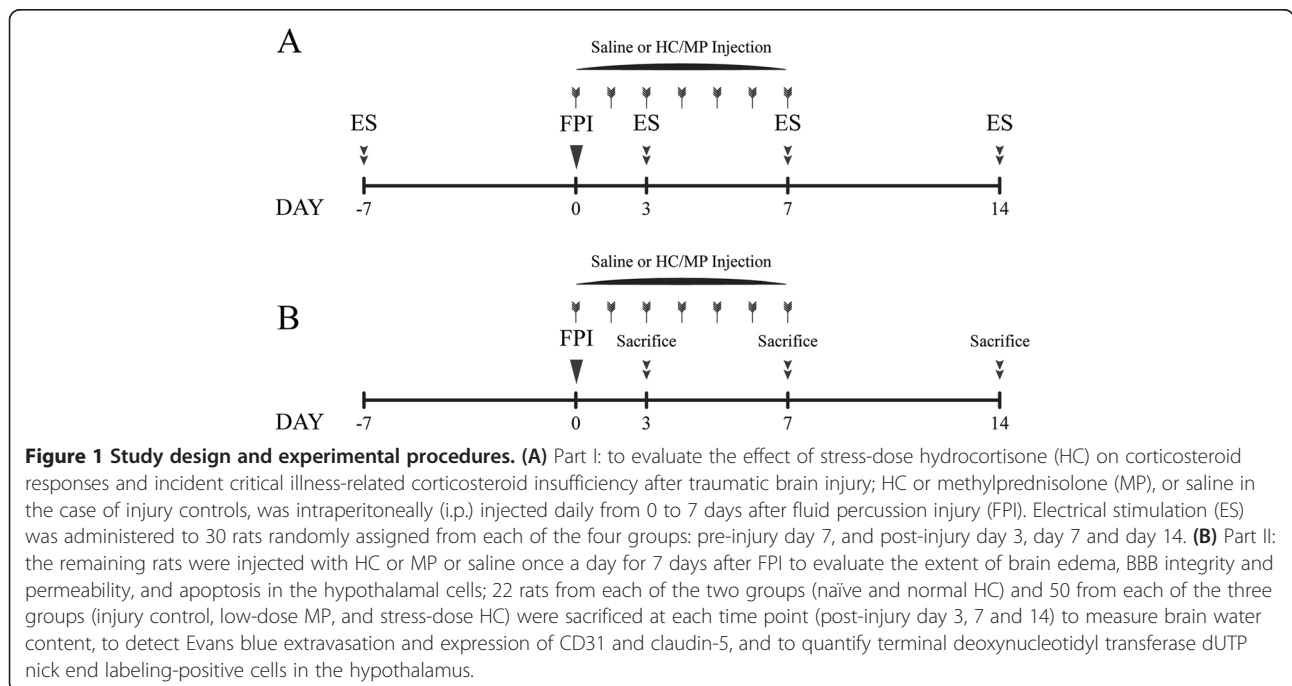 A
Saline or HC/MP Injection
ES FPI ES ES ES
DAY -7 0 3 7 14
Saline or HC/MP Injection
B
FPI Sacrifice Sacrifice Sacrifice
DAY -7 0 3 7 14
Figure 1 Study design and experimental procedures. (A) Part I: to evaluate the effect of stress-dose hydrocortisone (HC) on corticosteroid
responses and incident critical illness-related corticosteroid insufficiency after traumatic brain injury; HC or methylprednisolone (MP), or saline in
the case of injury controls, was intraperitoneally (i.p.) injected daily from 0 to 7 days after fluid percussion injury (FPI). Electrical stimulation (ES)
was administered to 30 rats randomly assigned from each of the four groups: pre-injury day 7, and post-injury day 3, day 7 and day 14. (B) Part II:
the remaining rats were injected with HC or MP or saline once a day for 7 days after FPI to evaluate the extent of brain edema, BBB integrity and
permeability, and apoptosis in the hypothalamal cells; 22 rats from each of the two groups (naïve and normal HC) and 50 from each of the three
groups (injury control, low-dose MP, and stress-dose HC) were sacrificed at each time point (post-injury day 3, 7 and 14) to measure brain water
content, to detect Evans blue extravasation and expression of CD31 and claudin-5, and to quantify terminal deoxynucleotidyl transferase dUTP
nick end labeling-positive cells in the hypothalamus.